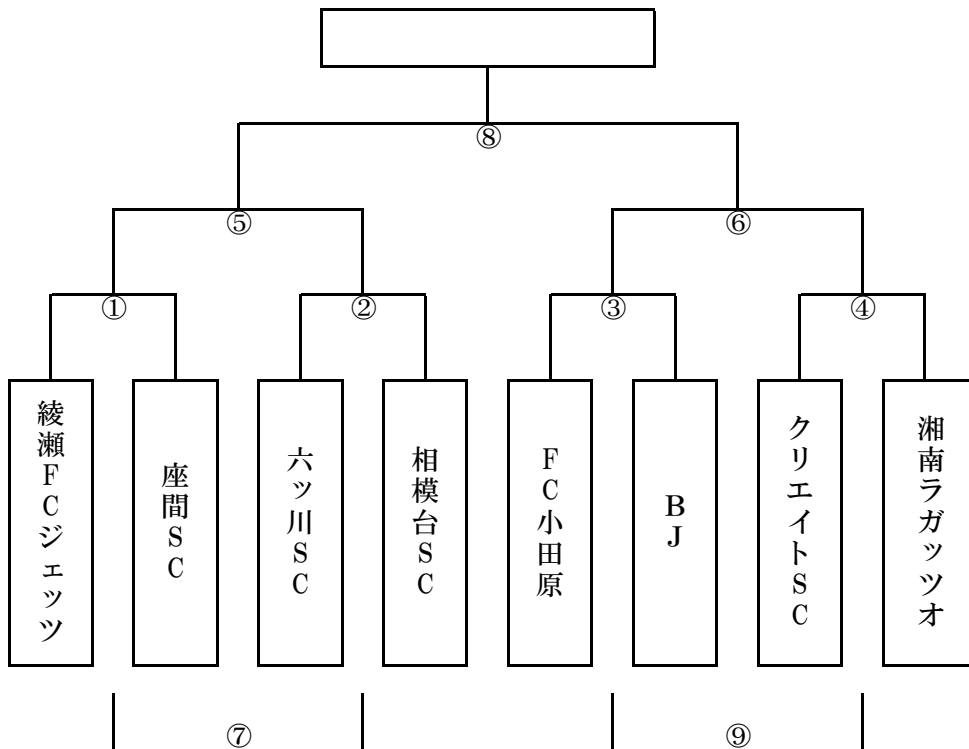 ⑧
⑤
⑥
①
②
③
④
綾瀬FCジェッツ
座間SC
六ッ川SC
相模台SC
FC小田原
BJ
クリエイトSC
湘南ラガッツオ
⑦
⑨